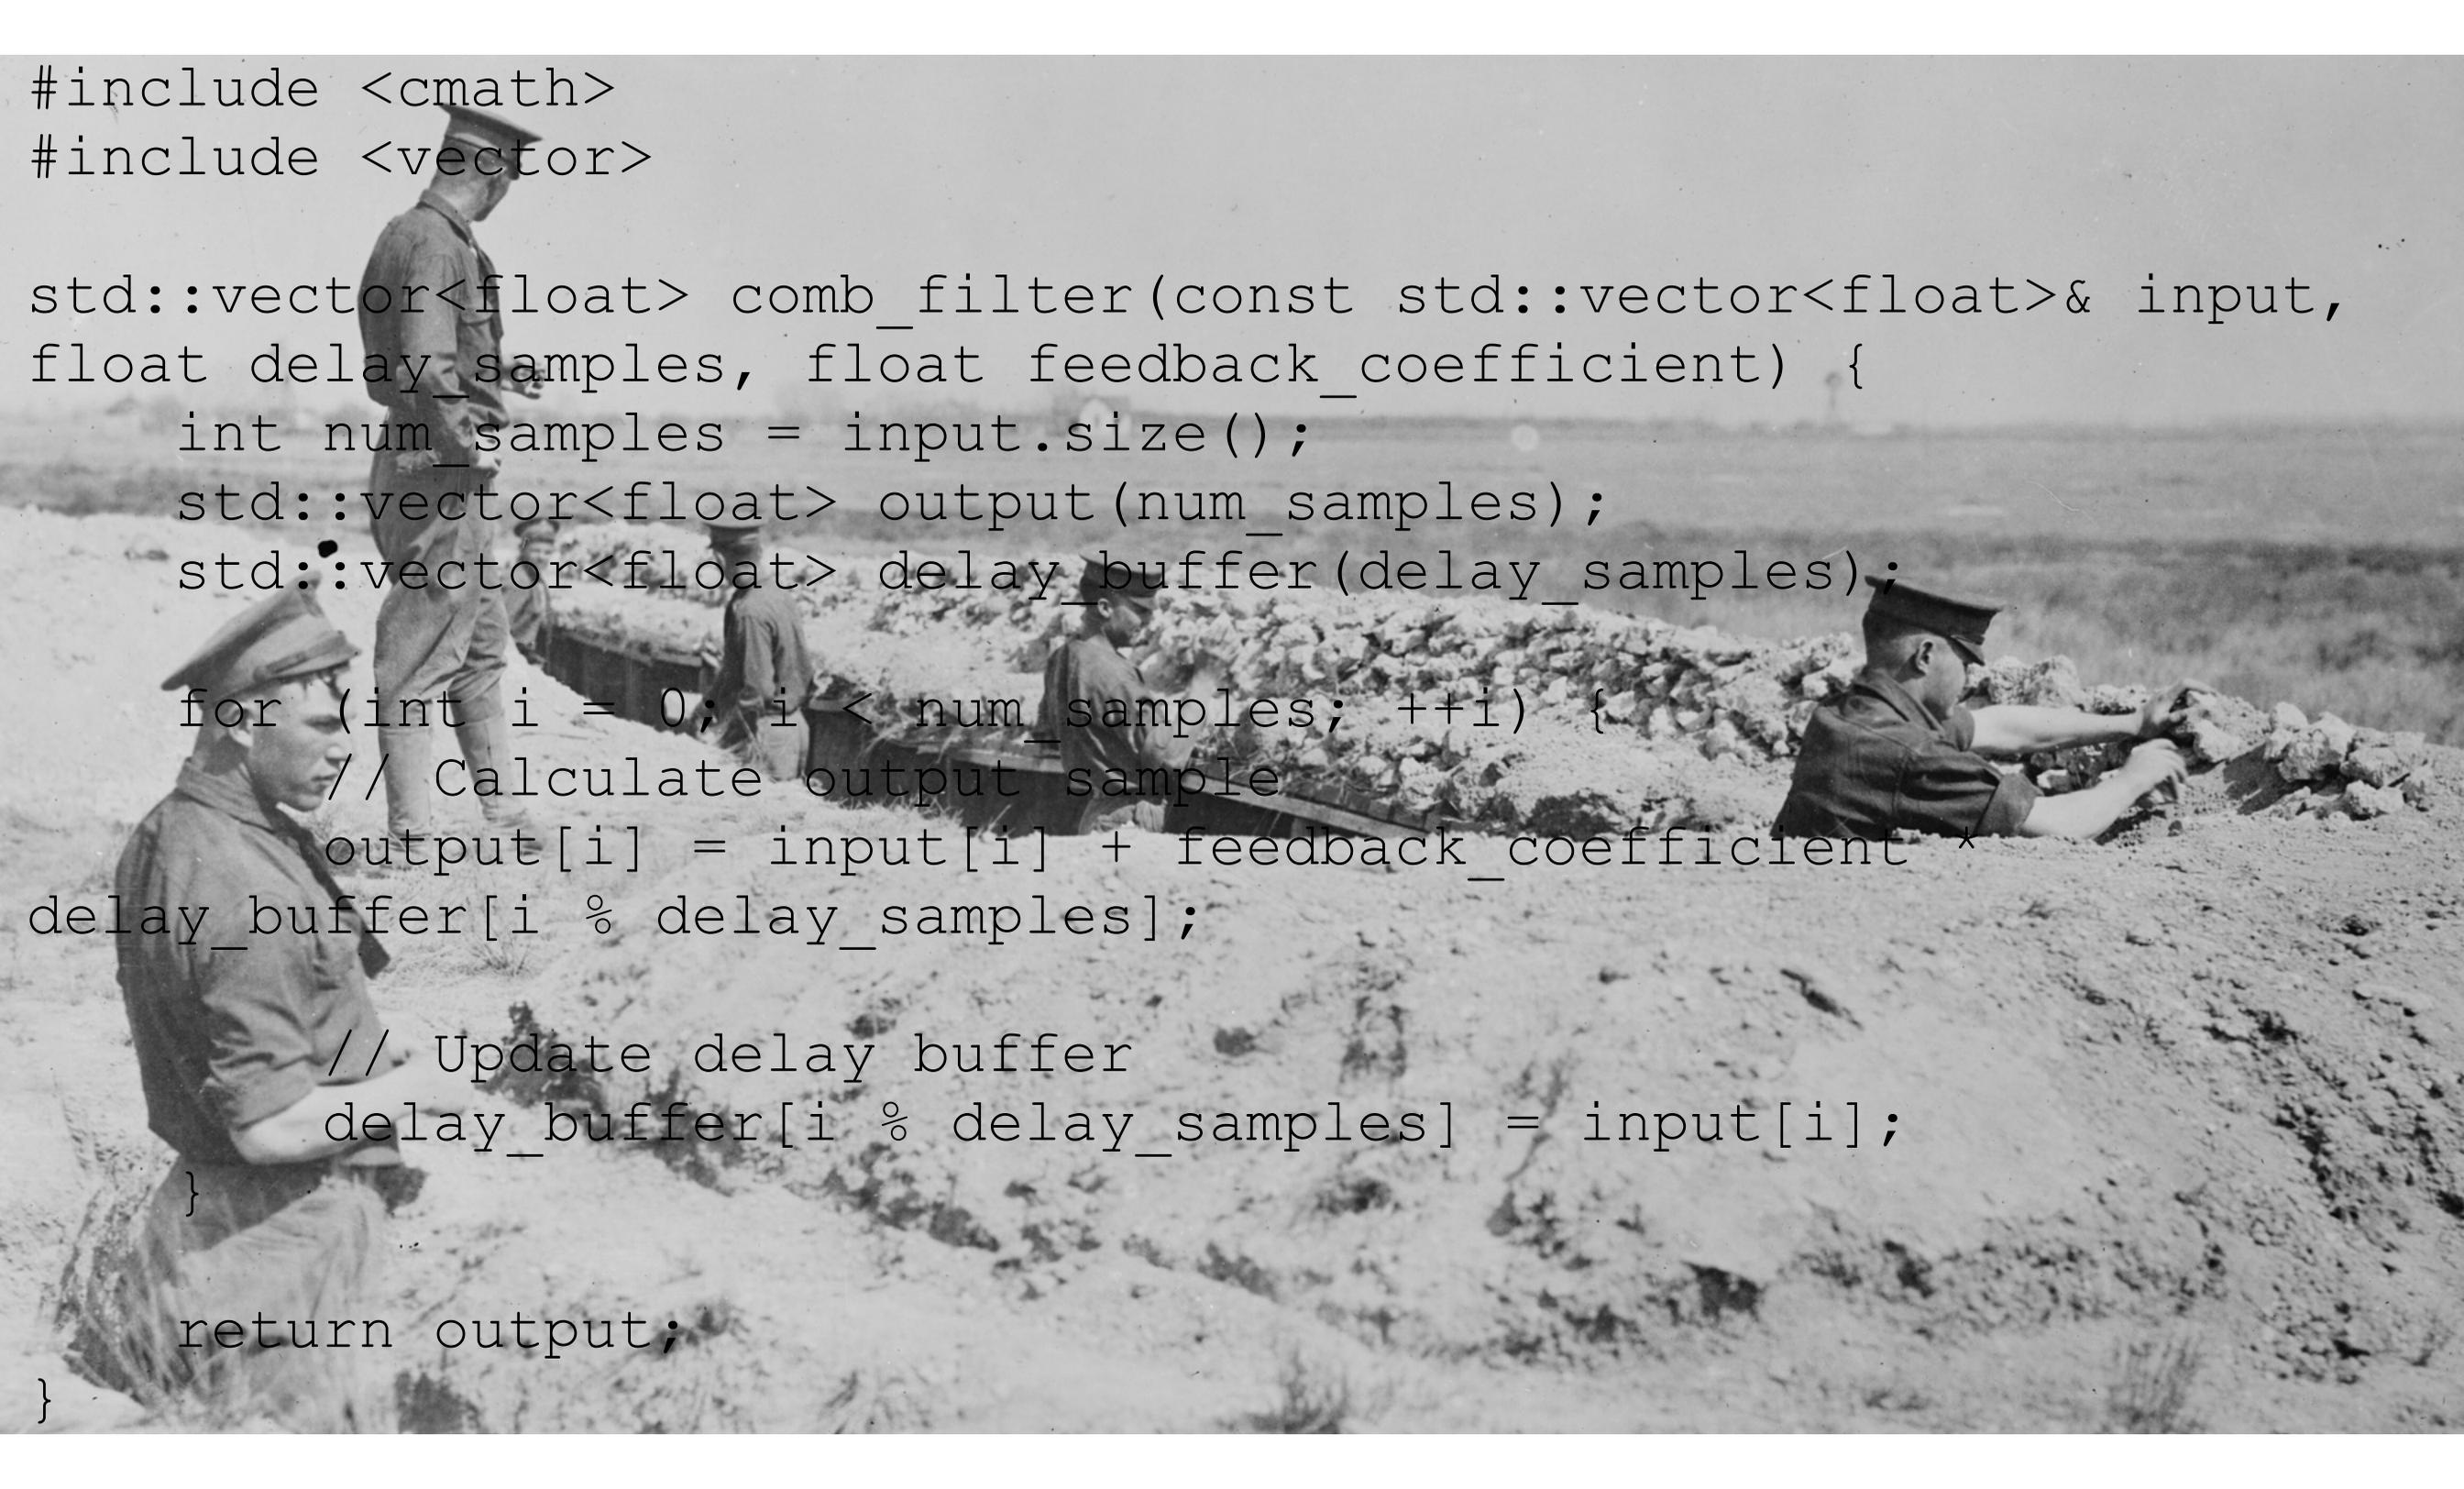 #include <cmath>
#include <vector>

std::vector<float> comb_filter(const std::vector<float>& input,
float delay_samples, float feedback_coefficient) {
    int num_samples = input.size();
    std::vector<float> output(num_samples);
    std::vector<float> delay_buffer(delay_samples);

    for (int i = 0; i < num_samples; ++i) {
        // Calculate output sample
        output[i] = input[i] + feedback_coefficient *
delay_buffer[i % delay_samples];

        // Update delay buffer
        delay_buffer[i % delay_samples] = input[i];
    }

    return output;
}